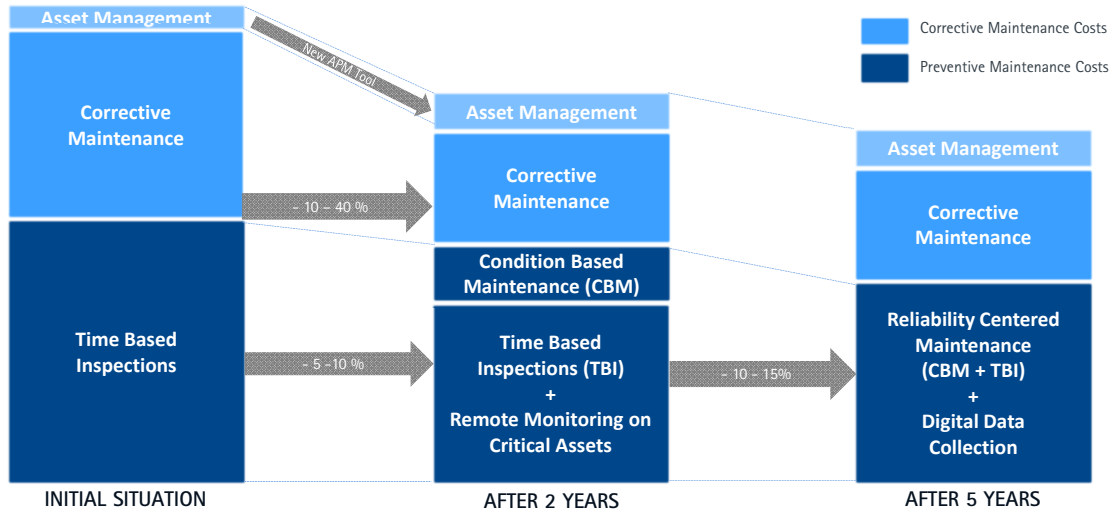 Asset Management
Corrective
Maintenance
Time Based
Inspections
INITIAL SITUATION
New APM Tool
- 10 – 40 %
- 5 -10 %
Asset Management
Corrective
Maintenance
Condition Based
Maintenance (CBM)
Time Based
Inspections (TBI)
+
Remote Monitoring on
Critical Assets
AFTER 2 YEARS
- 10 – 15%
Asset Management
Corrective
Maintenance
Reliability Centered
Maintenance
(CBM + TBI)
+
Digital Data
Collection
AFTER 5 YEARS
Corrective Maintenance Costs
Preventive Maintenance Costs